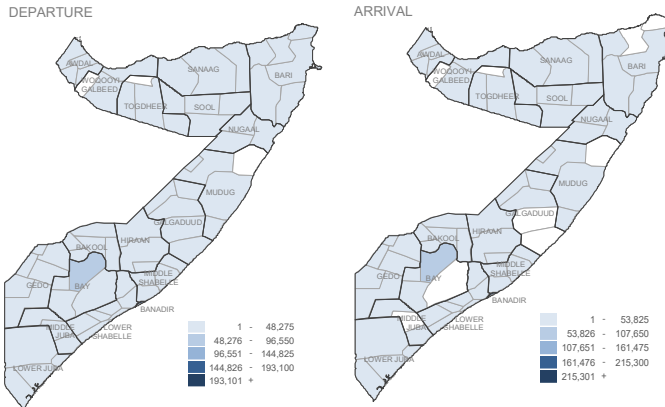 DEPARTURE
AWDAL
WOQOOYI
GALBEED
TOGDHEER
SANAAG
SOOL
BARI
NUGAAL
MUDUG
GALGADUUD
HIRAAN
BAKOOL
GEDO
BAY
MIDDLE
SHABELLE
BANADIR
LOWER
SHABELLE
MIDDLE
JUBA
LOWER JUBA
1 - 48,275
48,276 - 96,550
96,551 - 144,825
144,826 - 193,100
193,101 +
ARRIVAL
AWDAL
WOQOOYI
GALBEED
TOGDHEER
SANAAG
SOOL
BARI
NUGAAL
MUDUG
GALGADUUD
HIRAAN
BAKOOL
GEDO
BAY
MIDDLE
SHABELLE
BANADIR
LOWER
SHABELLE
MIDDLE
JUBA
LOWER JUBA
1 - 53,825
53,826 - 107,650
107,651 - 161,475
161,476 - 215,300
215,301 +